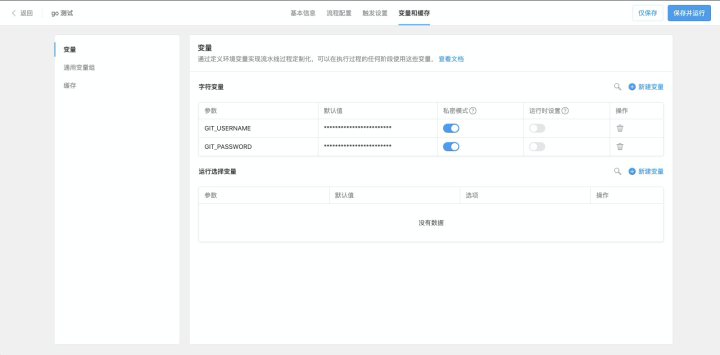 返回 go 测试 基本信息 流程配置 触发设置 变量和缓存 仅保存 保存并运行
变量
通用变量组
缓存
变量
通过定义环境变量实现流水线过程定制化，可以在执行过程的任何阶段使用这些变量。查看文档
字符变量 新建变量
参数 默认值 私密模式 运行时设置 操作
GIT_USERNAME ************************
GIT_PASSWORD ************************
运行选择变量 新建变量
参数 默认值 选项 操作
没有数据